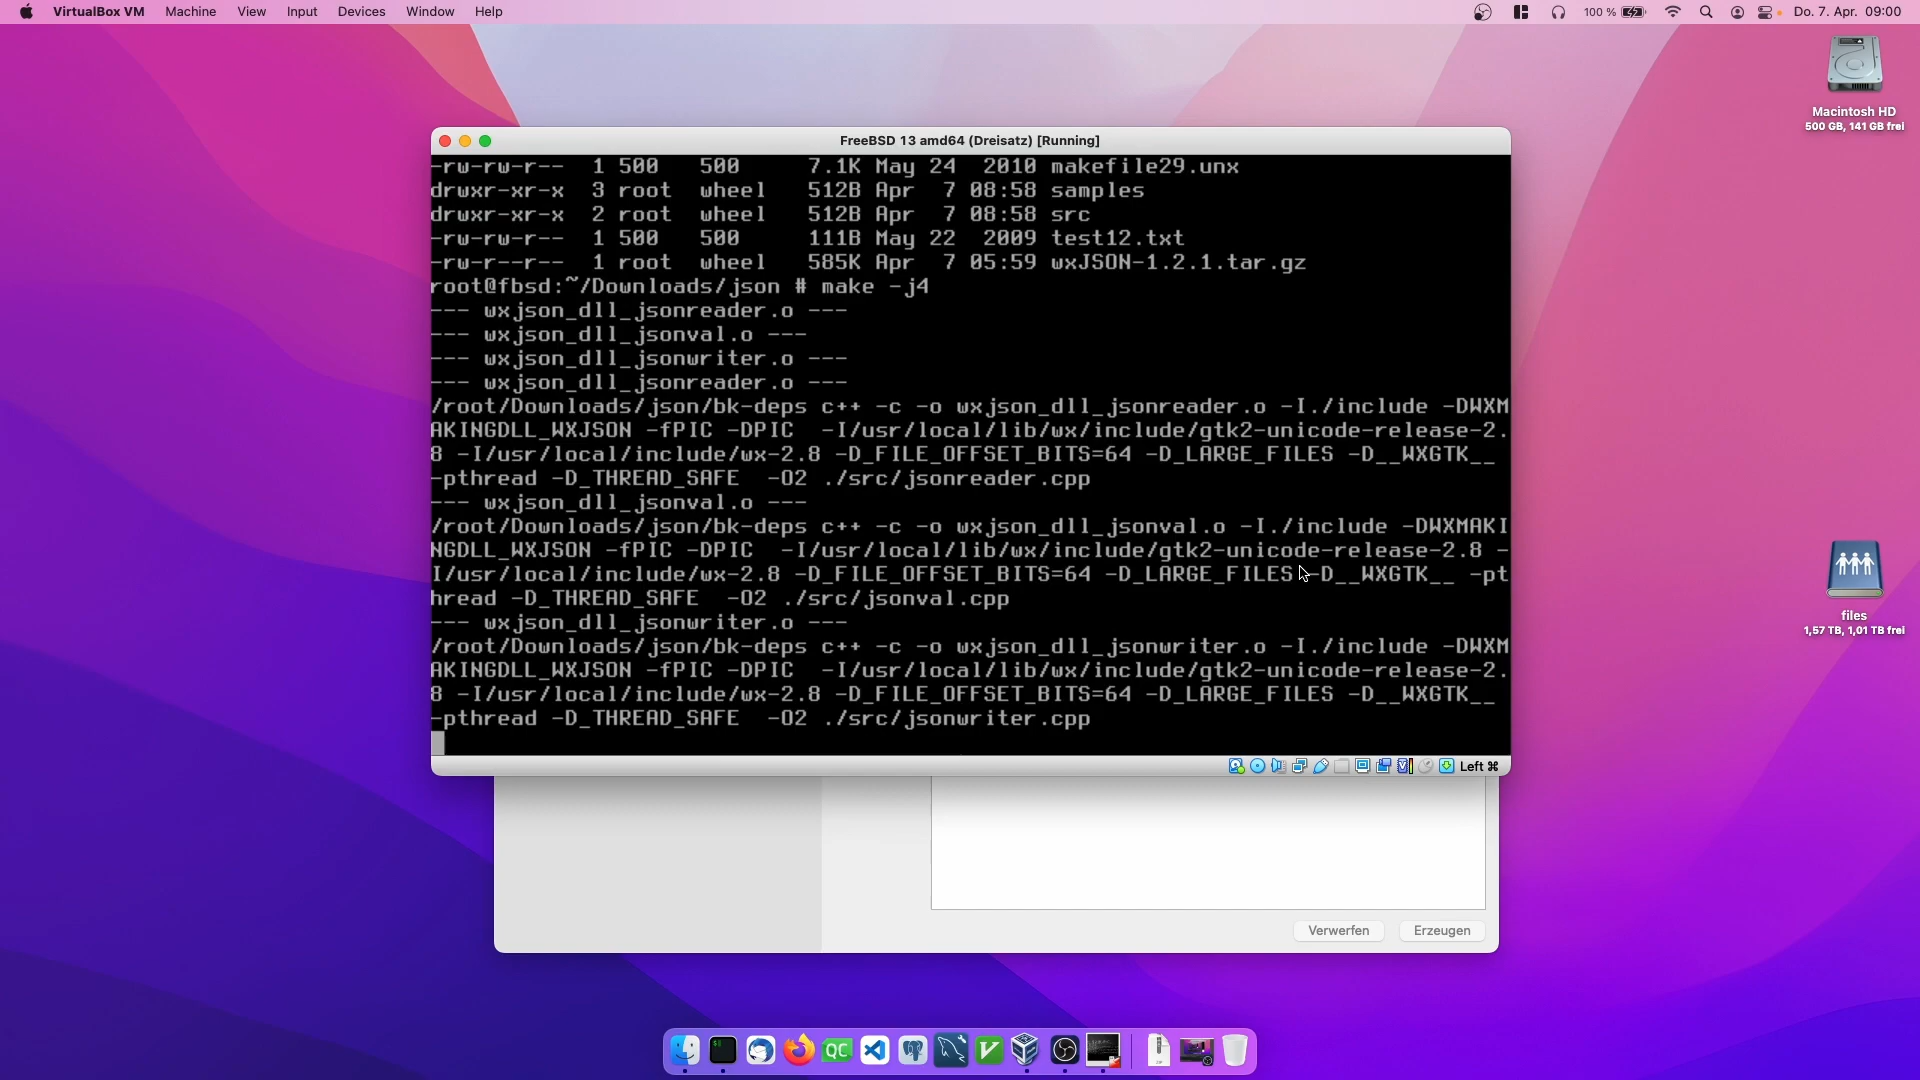 VirtualBox VM Machine View Input Devices Window Help 100 % Do. 7. Apr. 09:00
Macintosh HD
500 GB, 141 GB frei
FreeBSD 13 amd64 (Dreisatz) [Running]
-rw-rw-r-- 1 500 500 7.1K May 24 2010 makefile29.unx
drwxr-xr-x 3 root wheel 512B Apr 7 08:58 samples
drwxr-xr-x 2 root wheel 512B Apr 7 08:58 src
-rw-rw-r-- 1 500 500 111B May 22 2009 test12.txt
-rw-r--r-- 1 root wheel 585K Apr 7 05:59 wxJSON-1.2.1.tar.gz
root@fbsd:~/Downloads/json # make -j4
--- wxjson_dll_jsonreader.o ---
--- wxjson_dll_jsonval.o ---
--- wxjson_dll_jsonwriter.o ---
--- wxjson_dll_jsonreader.o ---
/root/Downloads/json/bk-deps c++ -c -o wxjson_dll_jsonreader.o -I./include -DWXM
AKINGDLL_WXJSON -fPIC -DPIC -I/usr/local/lib/wx/include/gtk2-unicode-release-2.
8 -I/usr/local/include/wx-2.8 -D_FILE_OFFSET_BITS=64 -D_LARGE_FILES -D__WXGTK__
-pthread -D_THREAD_SAFE -O2 ./src/jsonreader.cpp
--- wxjson_dll_jsonval.o ---
/root/Downloads/json/bk-deps c++ -c -o wxjson_dll_jsonval.o -I./include -DWXMAKI
NGDLL_WXJSON -fPIC -DPIC -I/usr/local/lib/wx/include/gtk2-unicode-release-2.8 -
I/usr/local/include/wx-2.8 -D_FILE_OFFSET_BITS=64 -D_LARGE_FILES -D__WXGTK__ -pt
hread -D_THREAD_SAFE -O2 ./src/jsonval.cpp
--- wxjson_dll_jsonwriter.o ---
/root/Downloads/json/bk-deps c++ -c -o wxjson_dll_jsonwriter.o -I./include -DWXM
AKINGDLL_WXJSON -fPIC -DPIC -I/usr/local/lib/wx/include/gtk2-unicode-release-2.
8 -I/usr/local/include/wx-2.8 -D_FILE_OFFSET_BITS=64 -D_LARGE_FILES -D__WXGTK__
-pthread -D_THREAD_SAFE -O2 ./src/jsonwriter.cpp
Left ⌘
files
1,57 TB, 1,01 TB frei
Verwerfen Erzeugen
QC